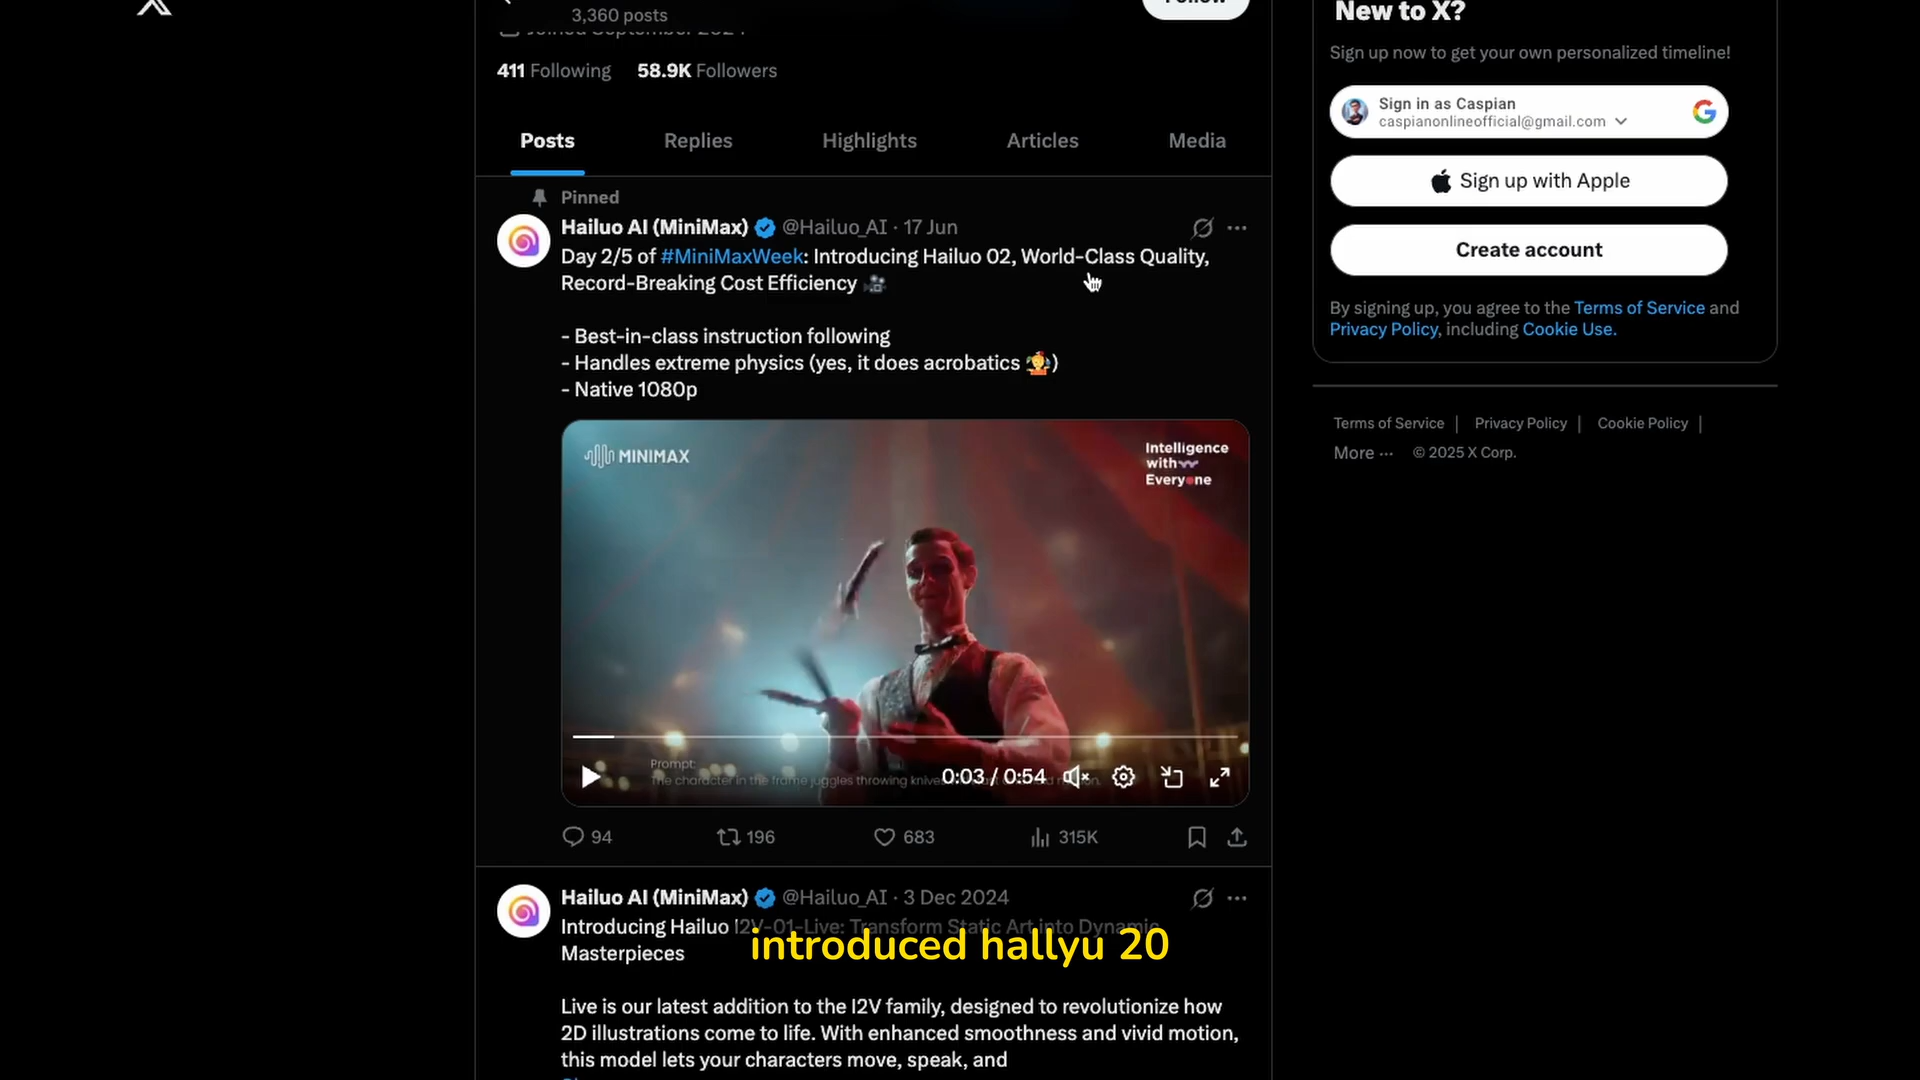 3,360 posts
Follow
Joined September 2024
411 Following 58.9K Followers
Posts Replies Highlights Articles Media
Pinned
Hailuo AI (MiniMax) @Hailuo_AI · 17 Jun
Day 2/5 of #MiniMaxWeek: Introducing Hailuo 02, World-Class Quality,
Record-Breaking Cost Efficiency 🎥
- Best-in-class instruction following
- Handles extreme physics (yes, it does acrobatics 🤹)
- Native 1080p
MINIMAX
Intelligence
with
Everyone
Prompt:
The character in the frame juggles throwing knives
0:03 / 0:54
94 196 683 315K
Hailuo AI (MiniMax) @Hailuo_AI · 3 Dec 2024
Introducing Hailuo I2V-01-Live: Transform Static Art into Dynamic
Masterpieces
introduced hallyu 20
Live is our latest addition to the I2V family, designed to revolutionize how
2D illustrations come to life. With enhanced smoothness and vivid motion,
this model lets your characters move, speak, and
New to X?
Sign up now to get your own personalized timeline!
Sign in as Caspian
caspianonlineofficial@gmail.com
Sign up with Apple
Create account
By signing up, you agree to the Terms of Service and
Privacy Policy, including Cookie Use.
Terms of Service | Privacy Policy | Cookie Policy |
More ··· © 2025 X Corp.